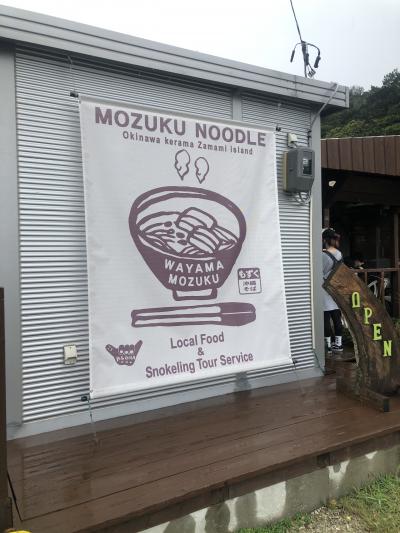 MOZUKU NOODLE
Okinawa kerama Zamami island
WAYAMA
MOZUKU
もずく
沖縄
そば
Local Food
&
Snokeling Tour Service
OPEN